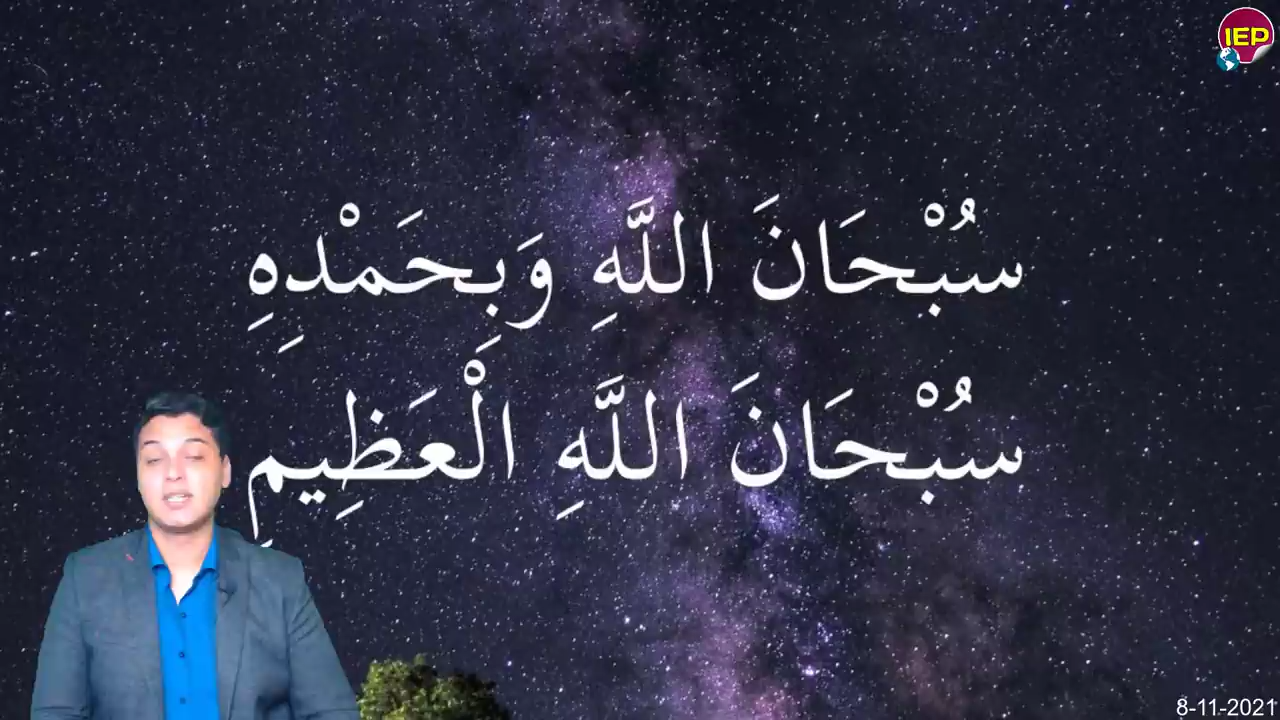 IEP
سُبْحَانَ اللَّهِ وَبِحَمْدِهِ
سُبْحَانَ اللَّهِ الْعَظِيمِ
8-11-2021